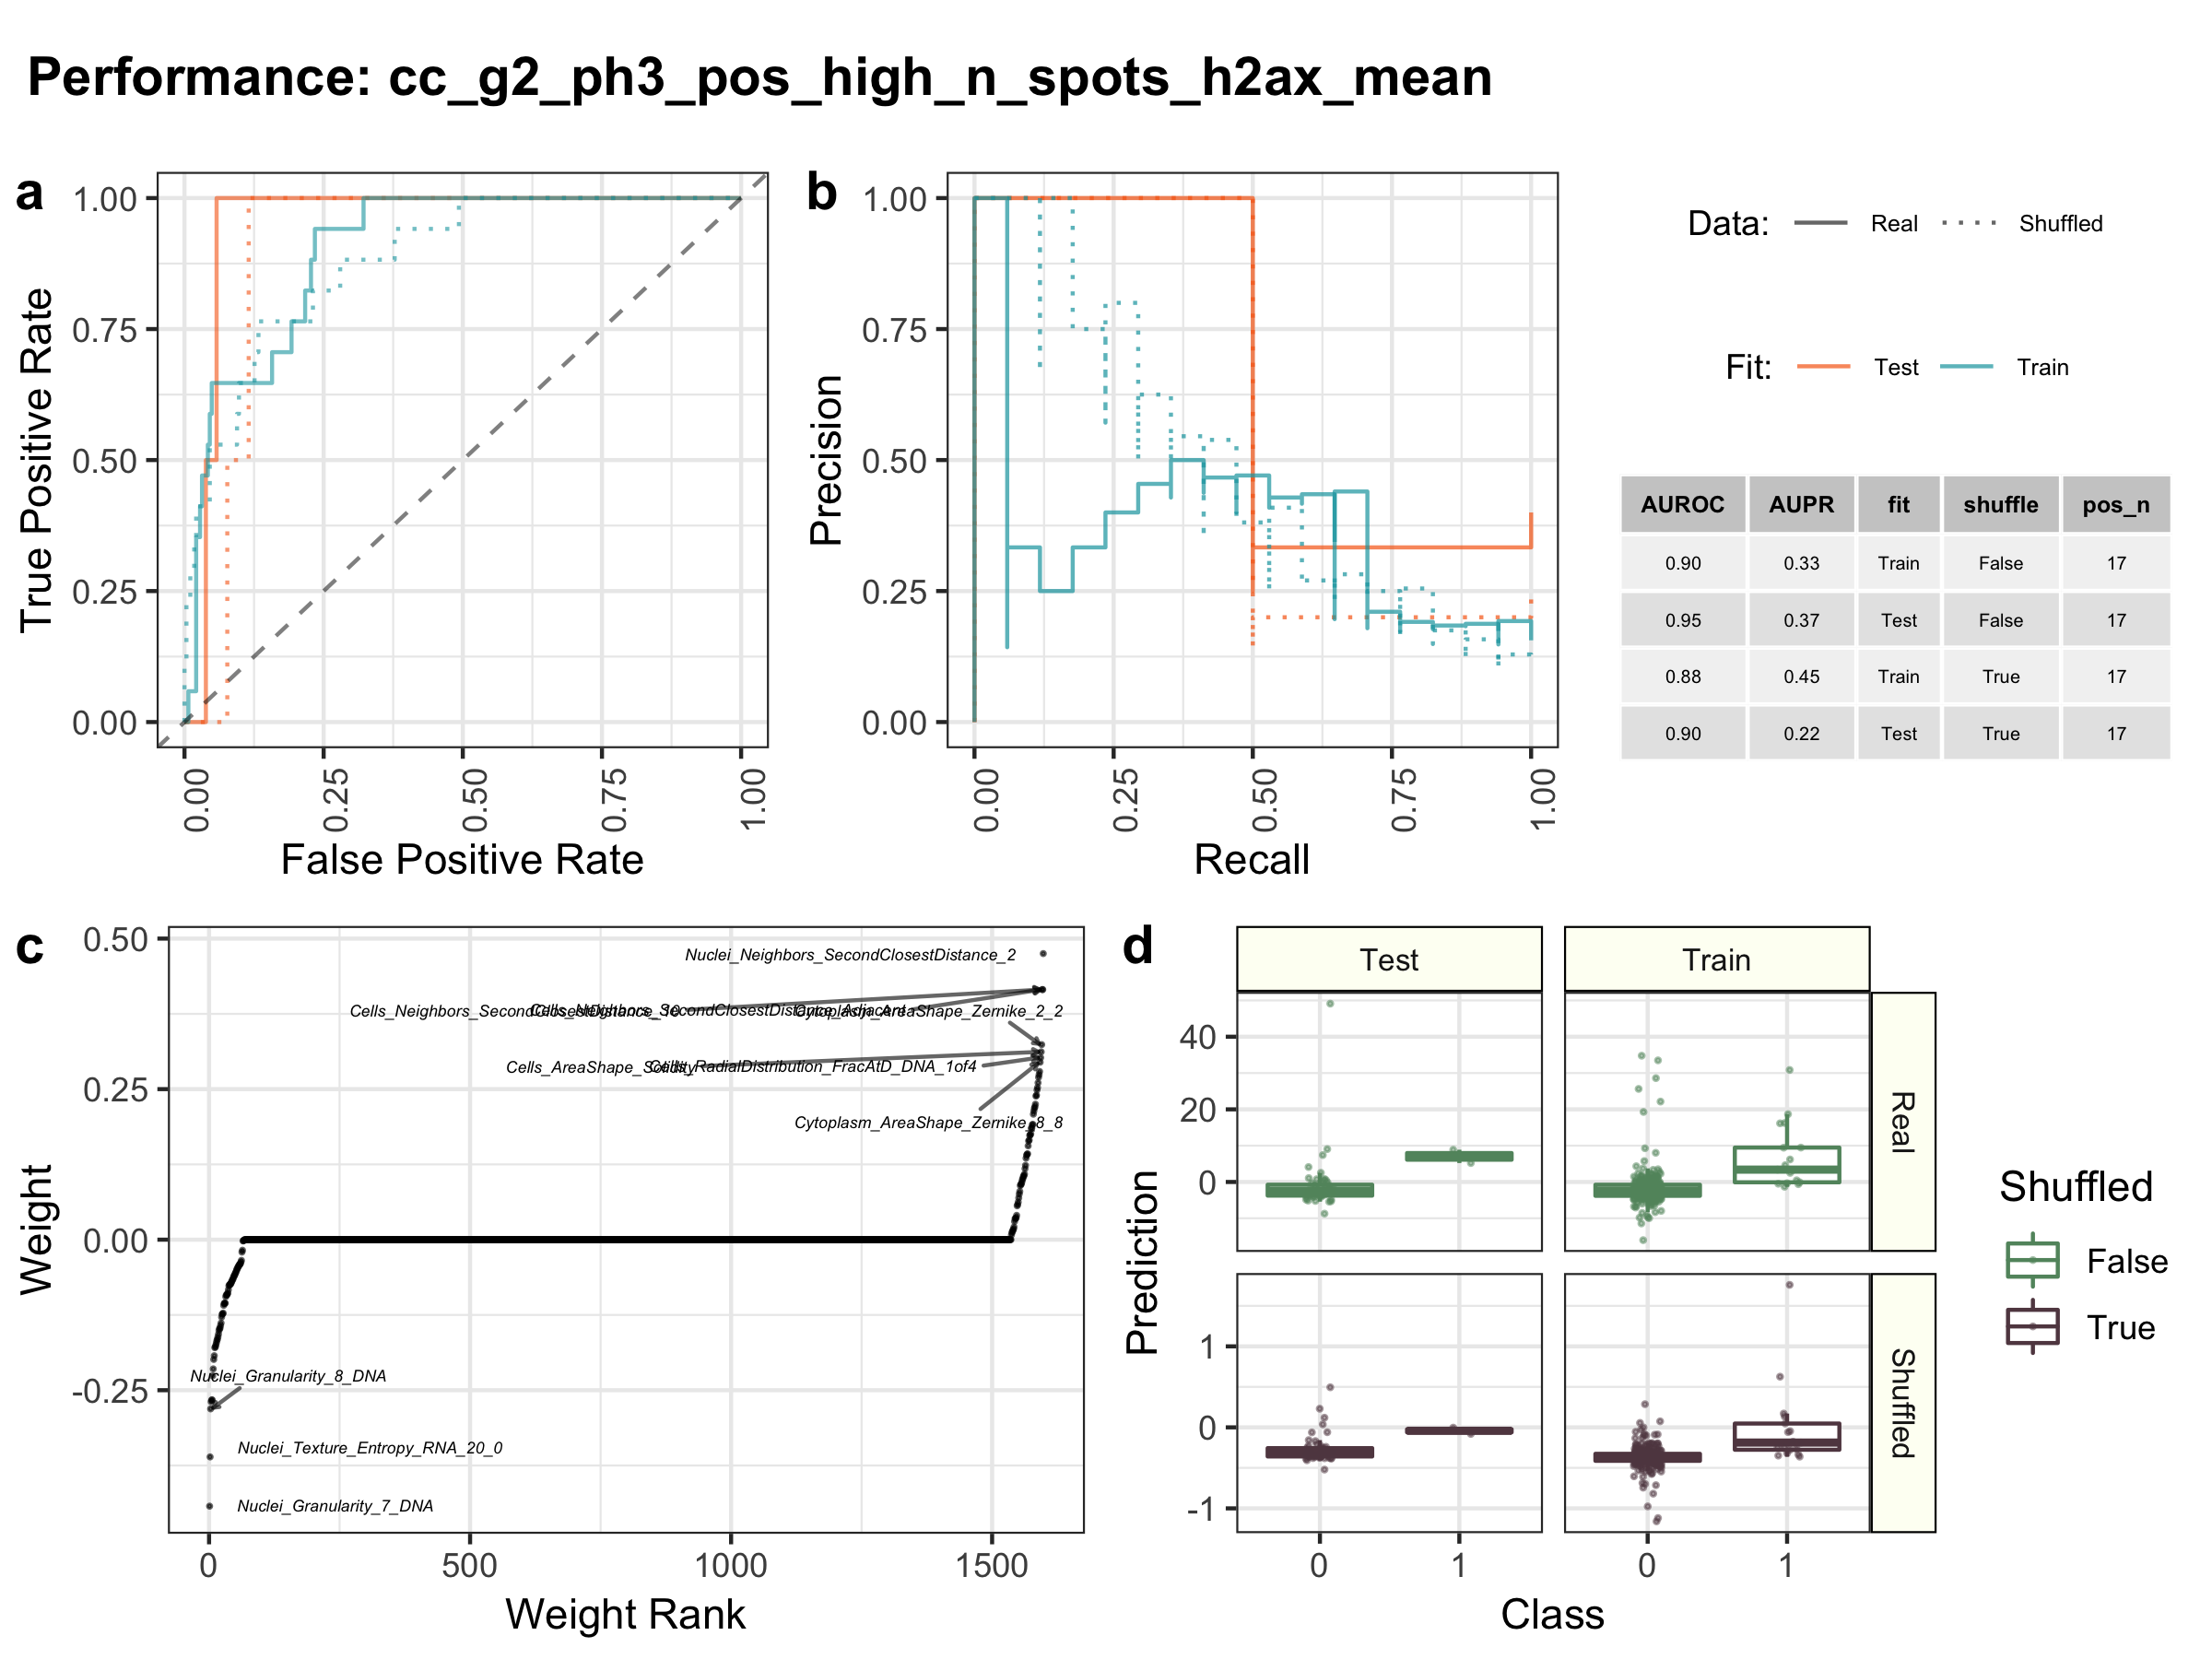 Performance: cc_g2_ph3_pos_high_n_spots_h2ax_mean
a
True Positive Rate
1.00
0.75
0.50
0.25
0.00
0.00
0.25
0.50
0.75
1.00
False Positive Rate
b
Precision
1.00
0.75
0.50
0.25
0.00
0.00
0.25
0.50
0.75
1.00
Recall
Data: Real Shuffled
Fit: Test Train
AUROC AUPR fit shuffle pos_n
0.90 0.33 Train False 17
0.95 0.37 Test False 17
0.88 0.45 Train True 17
0.90 0.22 Test True 17
c
Weight
0.50
0.25
0.00
-0.25
Nuclei_Neighbors_SecondClosestDistance_2
Cells_Neighbors_SecondClosestDistance_10
Cells_Neighbors_SecondClosestDistance_Adjacent
Cytoplasm_AreaShape_Zernike_2_2
Cells_AreaShape_Solidity
Cells_RadialDistribution_FracAtD_DNA_1of4
Cytoplasm_AreaShape_Zernike_8_8
Nuclei_Granularity_8_DNA
Nuclei_Texture_Entropy_RNA_20_0
Nuclei_Granularity_7_DNA
0
500
1000
1500
Weight Rank
d
Test Train
Prediction
40
20
0
Real
1
0
-1
Shuffled
0
1
0
1
Class
Shuffled
False
True